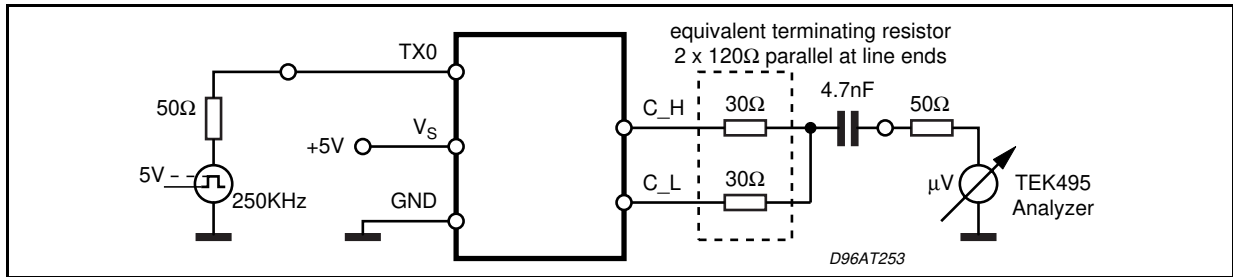 equivalent terminating resistor
2 x 120Ω parallel at line ends
TX0
50Ω
C_H
30Ω
4.7nF
50Ω
+5V
V_S
5V
250KHz
GND
C_L
30Ω
µV
TEK495
Analyzer
D96AT253